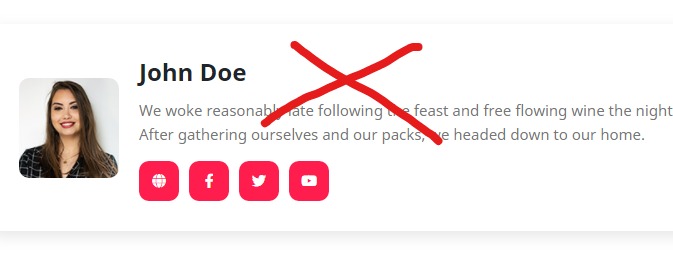 John Doe
We woke reasonably late following the feast and free flowing wine the night
After gathering ourselves and our packs, we headed down to our home.